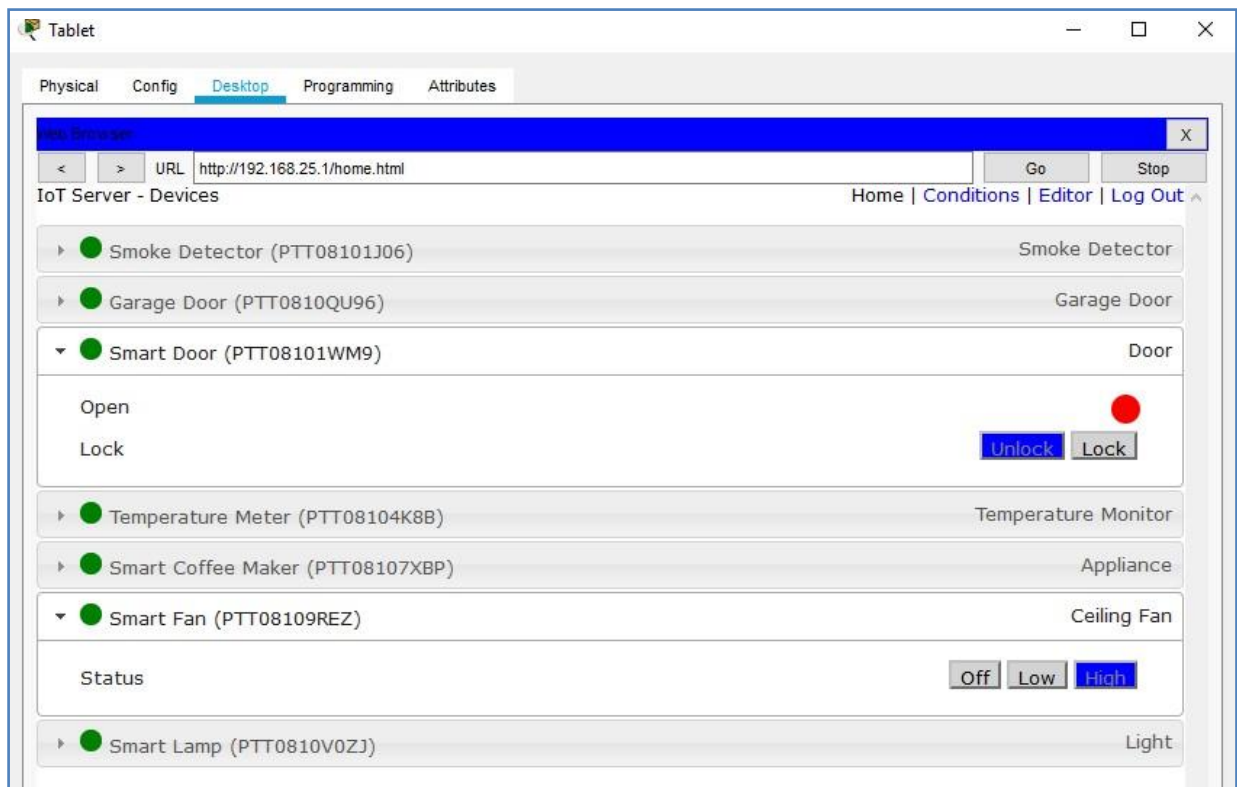 Tablet
Physical Config Desktop Programming Attributes
Web Browser X
< > URL http://192.168.25.1/home.html Go Stop
IoT Server - Devices Home | Conditions | Editor | Log Out
Smoke Detector (PTT08101J06) Smoke Detector
Garage Door (PTT0810QU96) Garage Door
Smart Door (PTT08101WM9) Door
Open
Lock Unlock Lock
Temperature Meter (PTT08104K8B) Temperature Monitor
Smart Coffee Maker (PTT08107XBP) Appliance
Smart Fan (PTT08109REZ) Ceiling Fan
Status Off Low High
Smart Lamp (PTT0810V0ZJ) Light